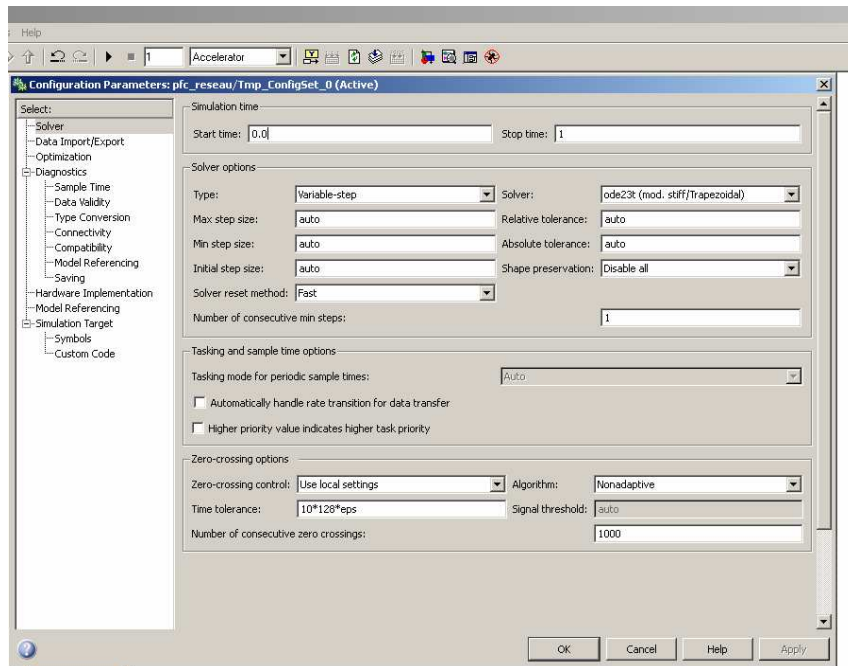 Help
1 Accelerator
Configuration Parameters: pfc_reseau/Tmp_ConfigSet_0 (Active)
Select:
Solver
Data Import/Export
Optimization
Diagnostics
Sample Time
Data Validity
Type Conversion
Connectivity
Compatibility
Model Referencing
Saving
Hardware Implementation
Model Referencing
Simulation Target
Symbols
Custom Code
Simulation time
Start time: 0.0 Stop time: 1
Solver options
Type: Variable-step Solver: ode23t (mod. stiff/Trapezoidal)
Max step size: auto Relative tolerance: auto
Min step size: auto Absolute tolerance: auto
Initial step size: auto Shape preservation: Disable all
Solver reset method: Fast
Number of consecutive min steps: 1
Tasking and sample time options
Tasking mode for periodic sample times: Auto
Automatically handle rate transition for data transfer
Higher priority value indicates higher task priority
Zero-crossing options
Zero-crossing control: Use local settings Algorithm: Nonadaptive
Time tolerance: 10*128*eps Signal threshold: auto
Number of consecutive zero crossings: 1000
OK Cancel Help Apply